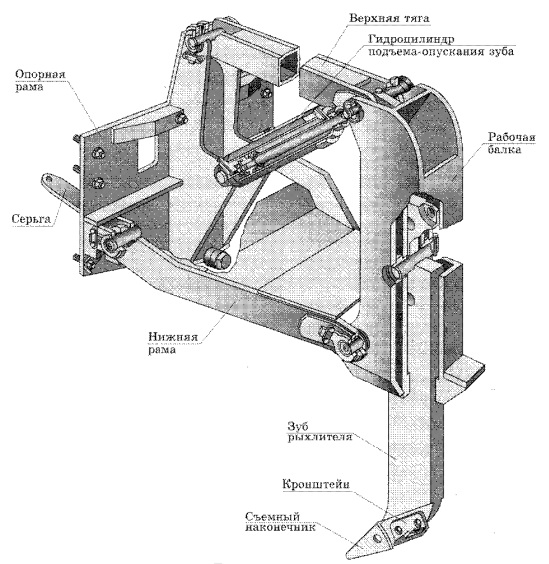 Верхняя тяга
Гидроцилиндр
подъема-опускания зуба
Опорная
рама
Рабочая
балка
Серьга
Нижняя
рама
Зуб
рыхлителя
Кронштейн
Съемный
наконечник